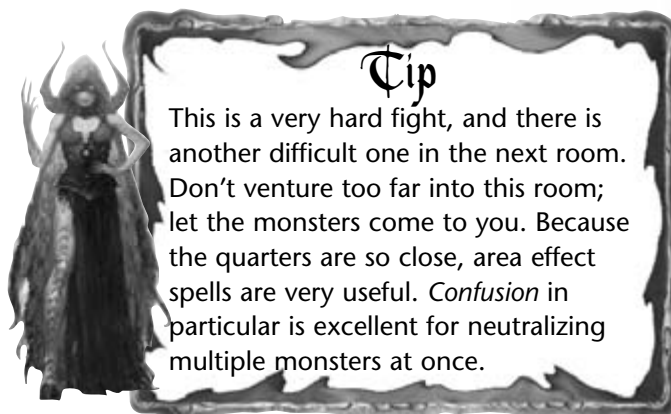 Tip
This is a very hard fight, and there is
another difficult one in the next room.
Don’t venture too far into this room;
let the monsters come to you. Because
the quarters are so close, area effect
spells are very useful. Confusion in
particular is excellent for neutralizing
multiple monsters at once.